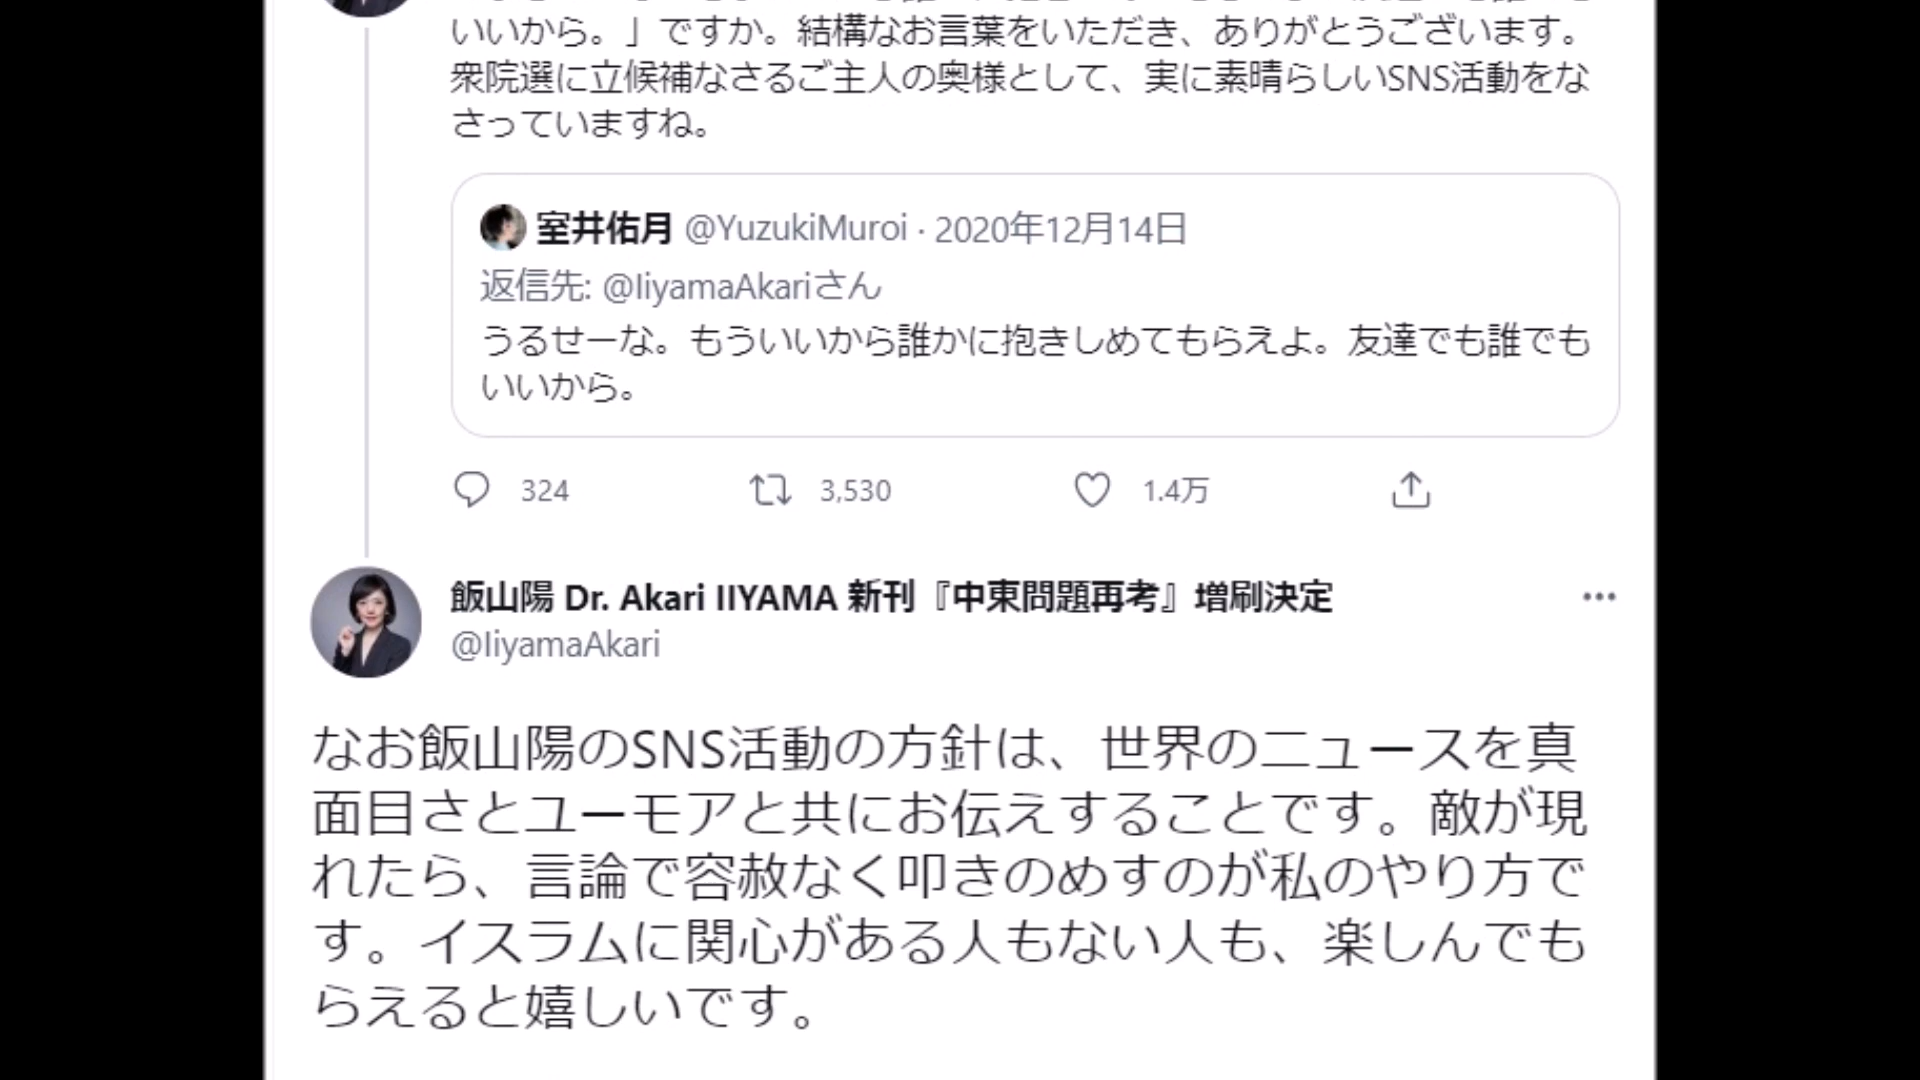 いいから。」ですか。結構なお言葉をいただき、ありがとうございます。
衆院選に立候補なさるご主人の奥様として、実に素晴らしいSNS活動をな
さっていますね。
室井佑月 @YuzukiMuroi · 2020年12月14日
返信先: @IiyamaAkariさん
うるせーな。もういいから誰かに抱きしめてもらえよ。友達でも誰でも
いいから。
324 3,530 1.4万
飯山陽 Dr. Akari IIYAMA 新刊『中東問題再考』増刷決定
@IiyamaAkari
なお飯山陽のSNS活動の方針は、世界のニュースを真
面目さとユーモアと共にお伝えすることです。敵が現
れたら、言論で容赦なく叩きのめすのが私のやり方で
す。イスラムに関心がある人もない人も、楽しんでも
らえると嬉しいです。